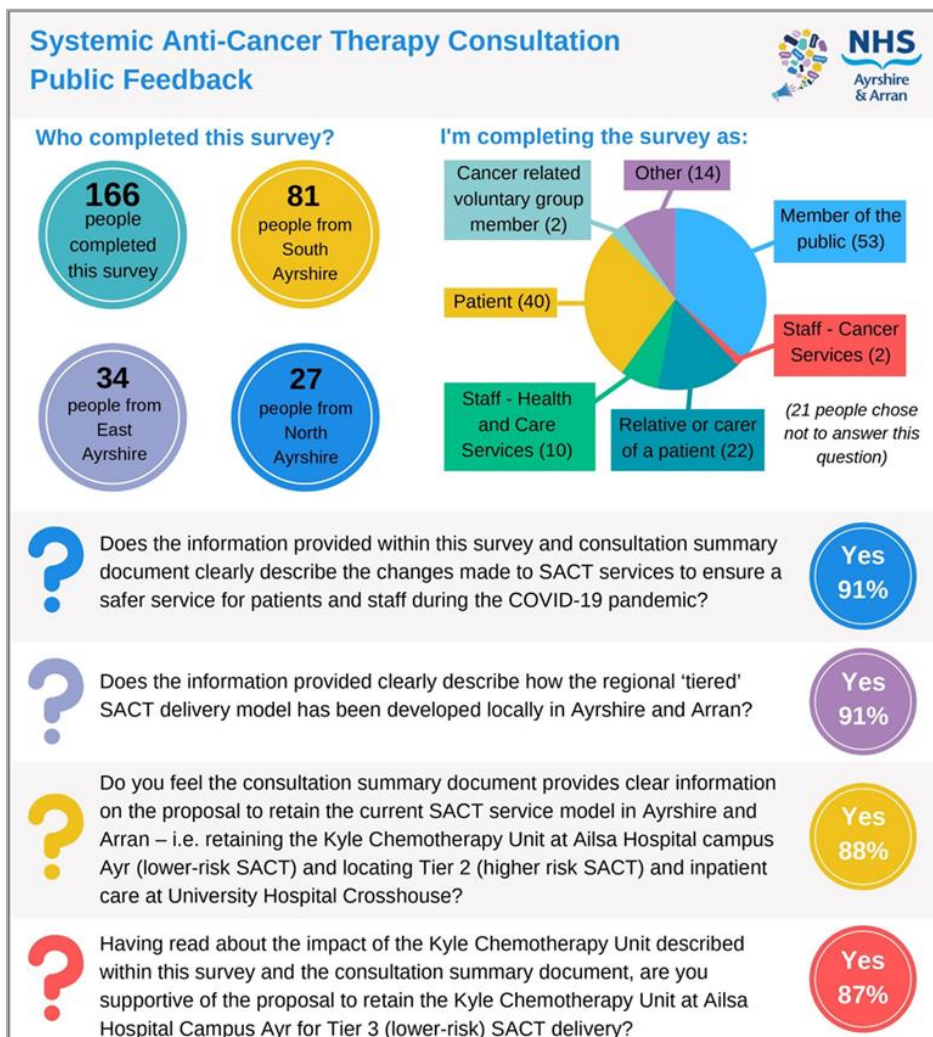 Systemic Anti-Cancer Therapy Consultation
Public Feedback
NHS
Ayrshire
& Arran
Who completed this survey?
166
people
completed
this survey
81
people from
South
Ayrshire
34
people from
East
Ayrshire
27
people from
North
Ayrshire
I'm completing the survey as:
Cancer related
voluntary group
member (2)
Other (14)
Member of the
public (53)
Patient (40)
Staff - Cancer
Services (2)
Staff - Health
and Care
Services (10)
Relative or carer
of a patient (22)
(21 people chose
not to answer this
question)
?
Does the information provided within this survey and consultation summary
document clearly describe the changes made to SACT services to ensure a
safer service for patients and staff during the COVID-19 pandemic?
Yes
91%
?
Does the information provided clearly describe how the regional ‘tiered’
SACT delivery model has been developed locally in Ayrshire and Arran?
Yes
91%
?
Do you feel the consultation summary document provides clear information
on the proposal to retain the current SACT service model in Ayrshire and
Arran – i.e. retaining the Kyle Chemotherapy Unit at Ailsa Hospital campus
Ayr (lower-risk SACT) and locating Tier 2 (higher risk SACT) and inpatient
care at University Hospital Crosshouse?
Yes
88%
?
Having read about the impact of the Kyle Chemotherapy Unit described
within this survey and the consultation summary document, are you
supportive of the proposal to retain the Kyle Chemotherapy Unit at Ailsa
Hospital Campus Ayr for Tier 3 (lower-risk) SACT delivery?
Yes
87%